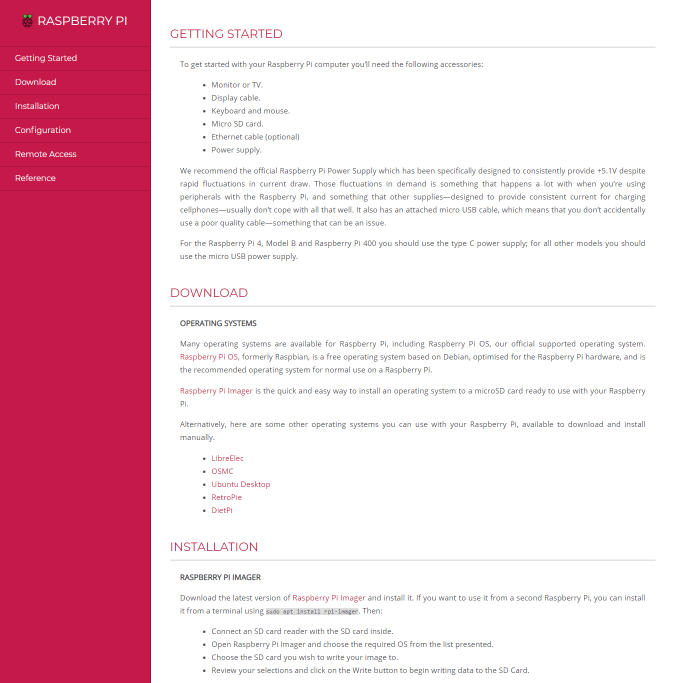 RASPBERRY PI
Getting Started
Download
Installation
Configuration
Remote Access
Reference
GETTING STARTED
To get started with your Raspberry Pi computer you'll need the following accessories:
Monitor or TV.
Display cable.
Keyboard and mouse.
Micro SD card.
Ethernet cable (optional)
Power supply.
We recommend the official Raspberry Pi Power Supply which has been specifically designed to consistently provide +5.1V despite
rapid fluctuations in current draw. Those fluctuations in demand is something that happens a lot with when you're using
peripherals with the Raspberry Pi, and something that other supplies—designed to provide consistent current for charging
cellphones—usually don't cope with all that well. It also has an attached micro USB cable, which means that you don't accidentally
use a poor quality cable—something that can be an issue.
For the Raspberry Pi 4, Model B and Raspberry Pi 400 you should use the type C power supply; for all other models you should
use the micro USB power supply.
DOWNLOAD
OPERATING SYSTEMS
Many operating systems are available for Raspberry Pi, including Raspberry Pi OS, our official supported operating system.
Raspberry Pi OS, formerly Raspbian, is a free operating system based on Debian, optimised for the Raspberry Pi hardware, and is
the recommended operating system for normal use on a Raspberry Pi.
Raspberry Pi Imager is the quick and easy way to install an operating system to a microSD card ready to use with your Raspberry
Pi.
Alternatively, here are some other operating systems you can use with your Raspberry Pi, available to download and install
manually.
LibreElec
OSMC
Ubuntu Desktop
RetroPie
DietPi
INSTALLATION
RASPBERRY PI IMAGER
Download the latest version of Raspberry Pi Imager and install it. If you want to use it from a second Raspberry Pi, you can install
it from a terminal using sudo apt install rpi-imager. Then:
Connect an SD card reader with the SD card inside.
Open Raspberry Pi Imager and choose the required OS from the list presented.
Choose the SD card you wish to write your image to.
Review your selections and click on the Write button to begin writing data to the SD Card.